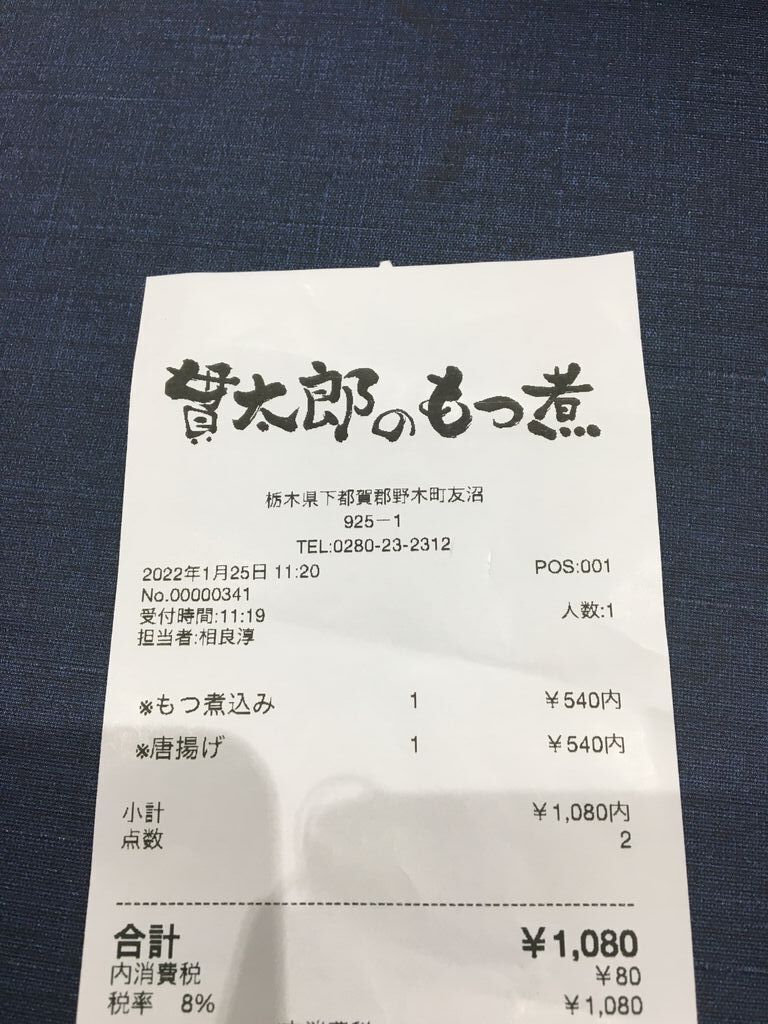 貫太郎のもつ煮
栃木県下都賀郡野木町友沼
925－1
TEL:0280-23-2312
2022年1月25日 11:20 POS:001
No.00000341
受付時間:11:19 人数:1
担当者:相良淳
※もつ煮込み 1 ￥540内
※唐揚げ 1 ￥540内
小計 ￥1,080内
点数 2
合計 ￥1,080
内消費税 ￥80
税率 8% ￥1,080